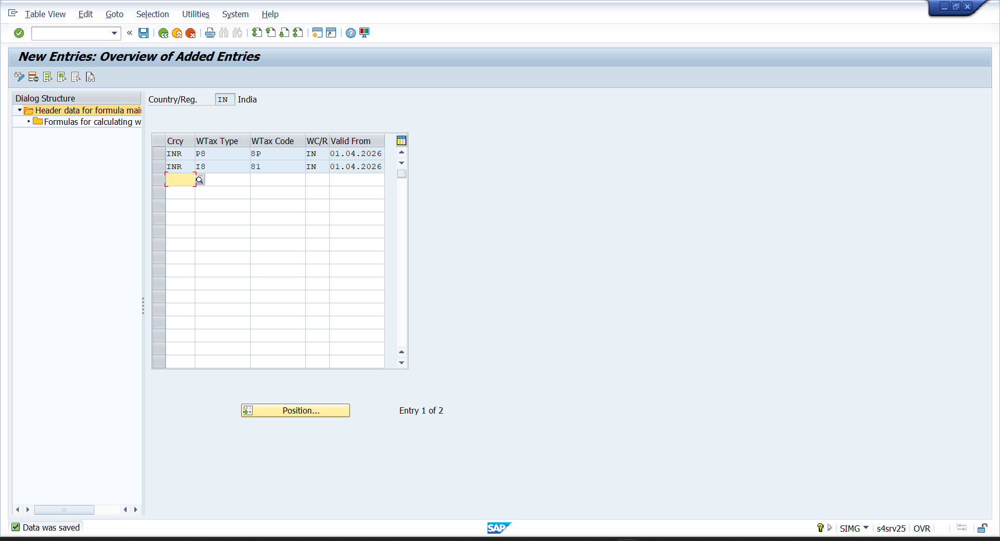 Table View Edit Goto Selection Utilities System Help
New Entries: Overview of Added Entries
Dialog Structure
Header data for formula mai
Formulas for calculating w
Country/Reg. IN India
Crcy WTax Type WTax Code WC/R Valid From
INR P8 8P IN 01.04.2026
INR I8 81 IN 01.04.2026
Position... Entry 1 of 2
Data was saved
SAP
SIMG s4srv25 OVR